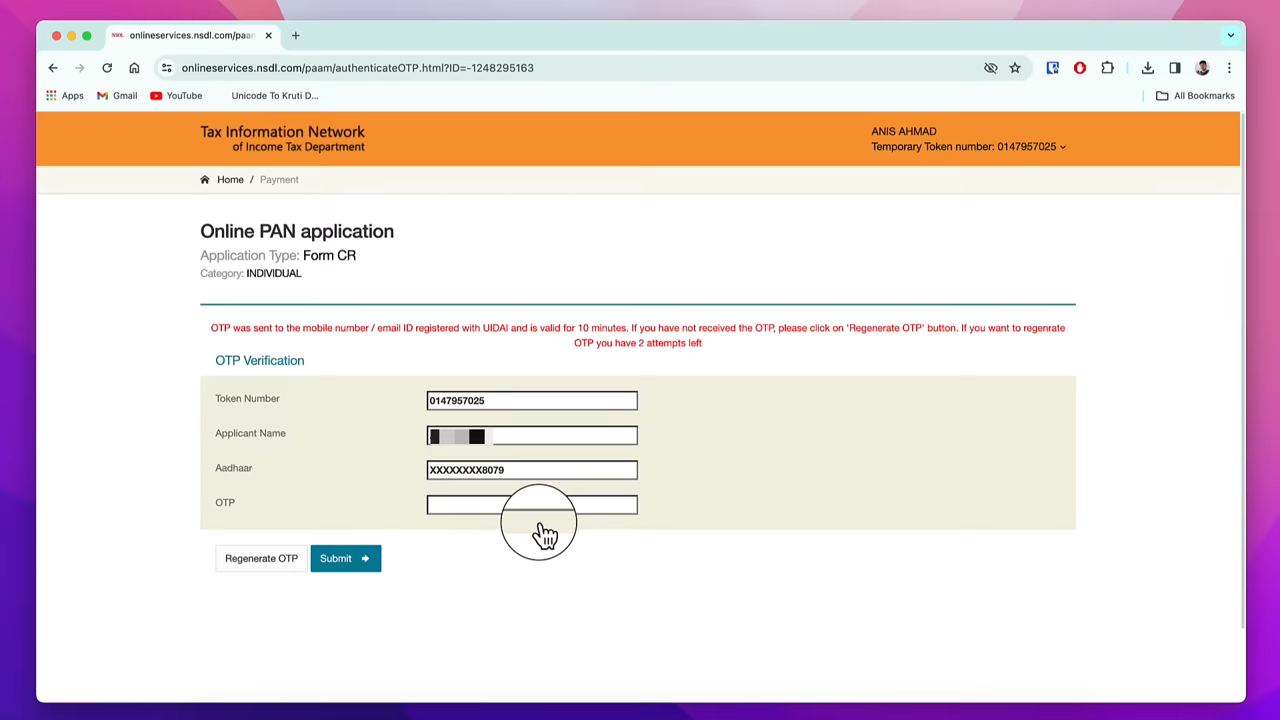 NSDL onlineservices.nsdl.com/paan
onlineservices.nsdl.com/paam/authenticateOTP.html?ID=-1248295163
Apps Gmail YouTube Unicode To Kruti D... All Bookmarks
Tax Information Network
of Income Tax Department
ANIS AHMAD
Temporary Token number: 0147957025
Home / Payment
Online PAN application
Application Type: Form CR
Category: INDIVIDUAL
OTP was sent to the mobile number / email ID registered with UIDAI and is valid for 10 minutes. If you have not received the OTP, please click on 'Regenerate OTP' button. If you want to regenrate
OTP you have 2 attempts left
OTP Verification
Token Number 0147957025
Applicant Name
Aadhaar XXXXXXXX8079
OTP
Regenerate OTP Submit